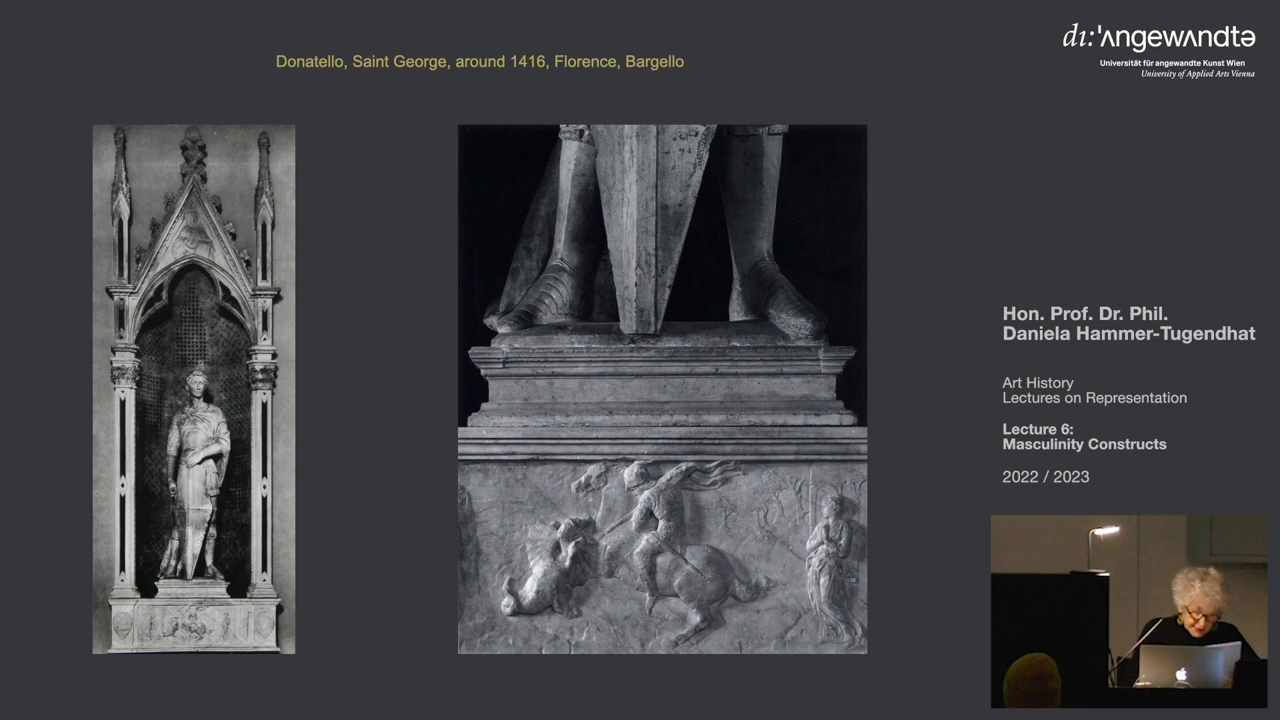 Donatello, Saint George, around 1416, Florence, Bargello
dı:'ʌngewʌndtə
Universität für angewandte Kunst Wien
University of Applied Arts Vienna
Hon. Prof. Dr. Phil.
Daniela Hammer-Tugendhat
Art History
Lectures on Representation
Lecture 6:
Masculinity Constructs
2022 / 2023